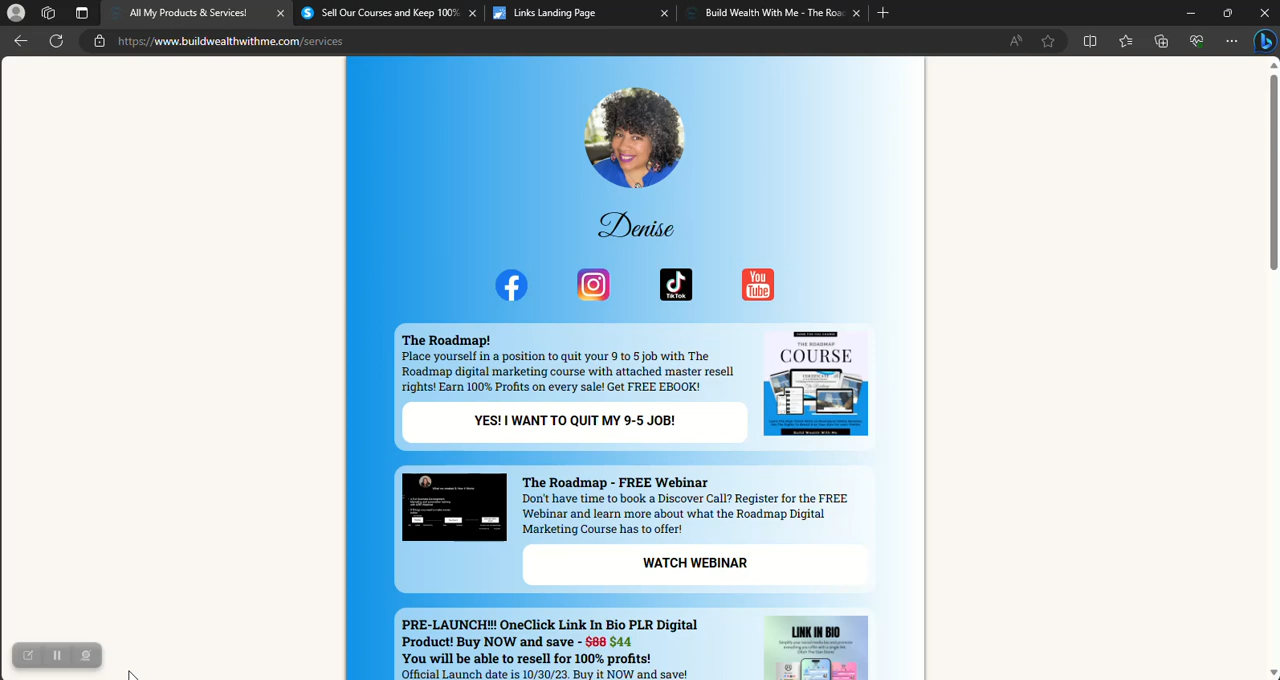 All My Products & Services!
Sell Our Courses and Keep 100%
Links Landing Page
Build Wealth With Me - The Roa
https://www.buildwealthwithme.com/services
Denise
TikTok
You
Tube
The Roadmap!
Place yourself in a position to quit your 9 to 5 job with The
Roadmap digital marketing course with attached master resell
rights! Earn 100% Profits on every sale! Get FREE EBOOK!
YES! I WANT TO QUIT MY 9-5 JOB!
THE ROADMAP
COURSE
Build Wealth With Me
The Roadmap - FREE Webinar
Don't have time to book a Discover Call? Register for the FREE
Webinar and learn more about what the Roadmap Digital
Marketing Course has to offer!
WATCH WEBINAR
PRE-LAUNCH!!! OneClick Link In Bio PLR Digital
Product! Buy NOW and save - $88 $44
You will be able to resell for 100% profits!
Official Launch date is 10/30/23. Buy it NOW and save!
LINK IN BIO